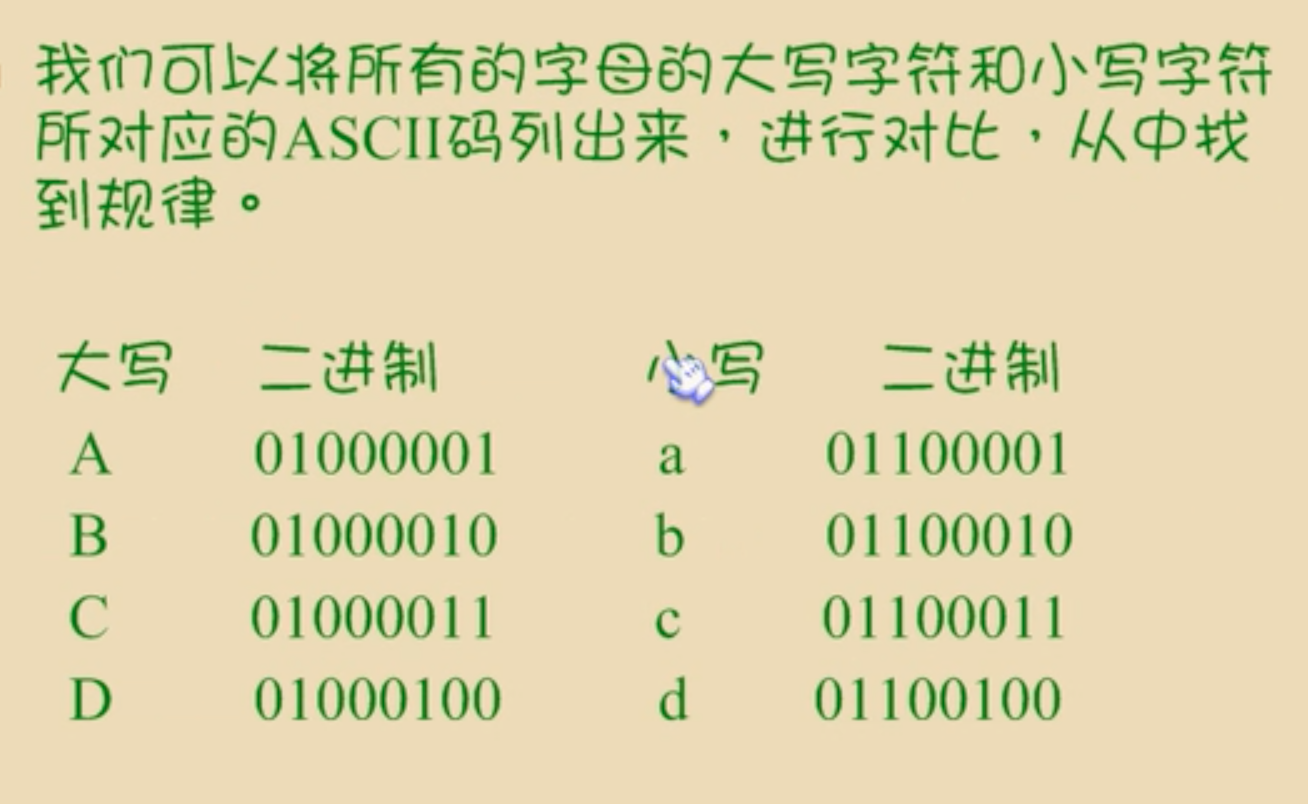 我们可以将所有的字母的大写字符和小写字符
所对应的ASCII码列出来，进行对比，从中找
到规律。
大写 二进制 小写 二进制
A 01000001 a 01100001
B 01000010 b 01100010
C 01000011 c 01100011
D 01000100 d 01100100